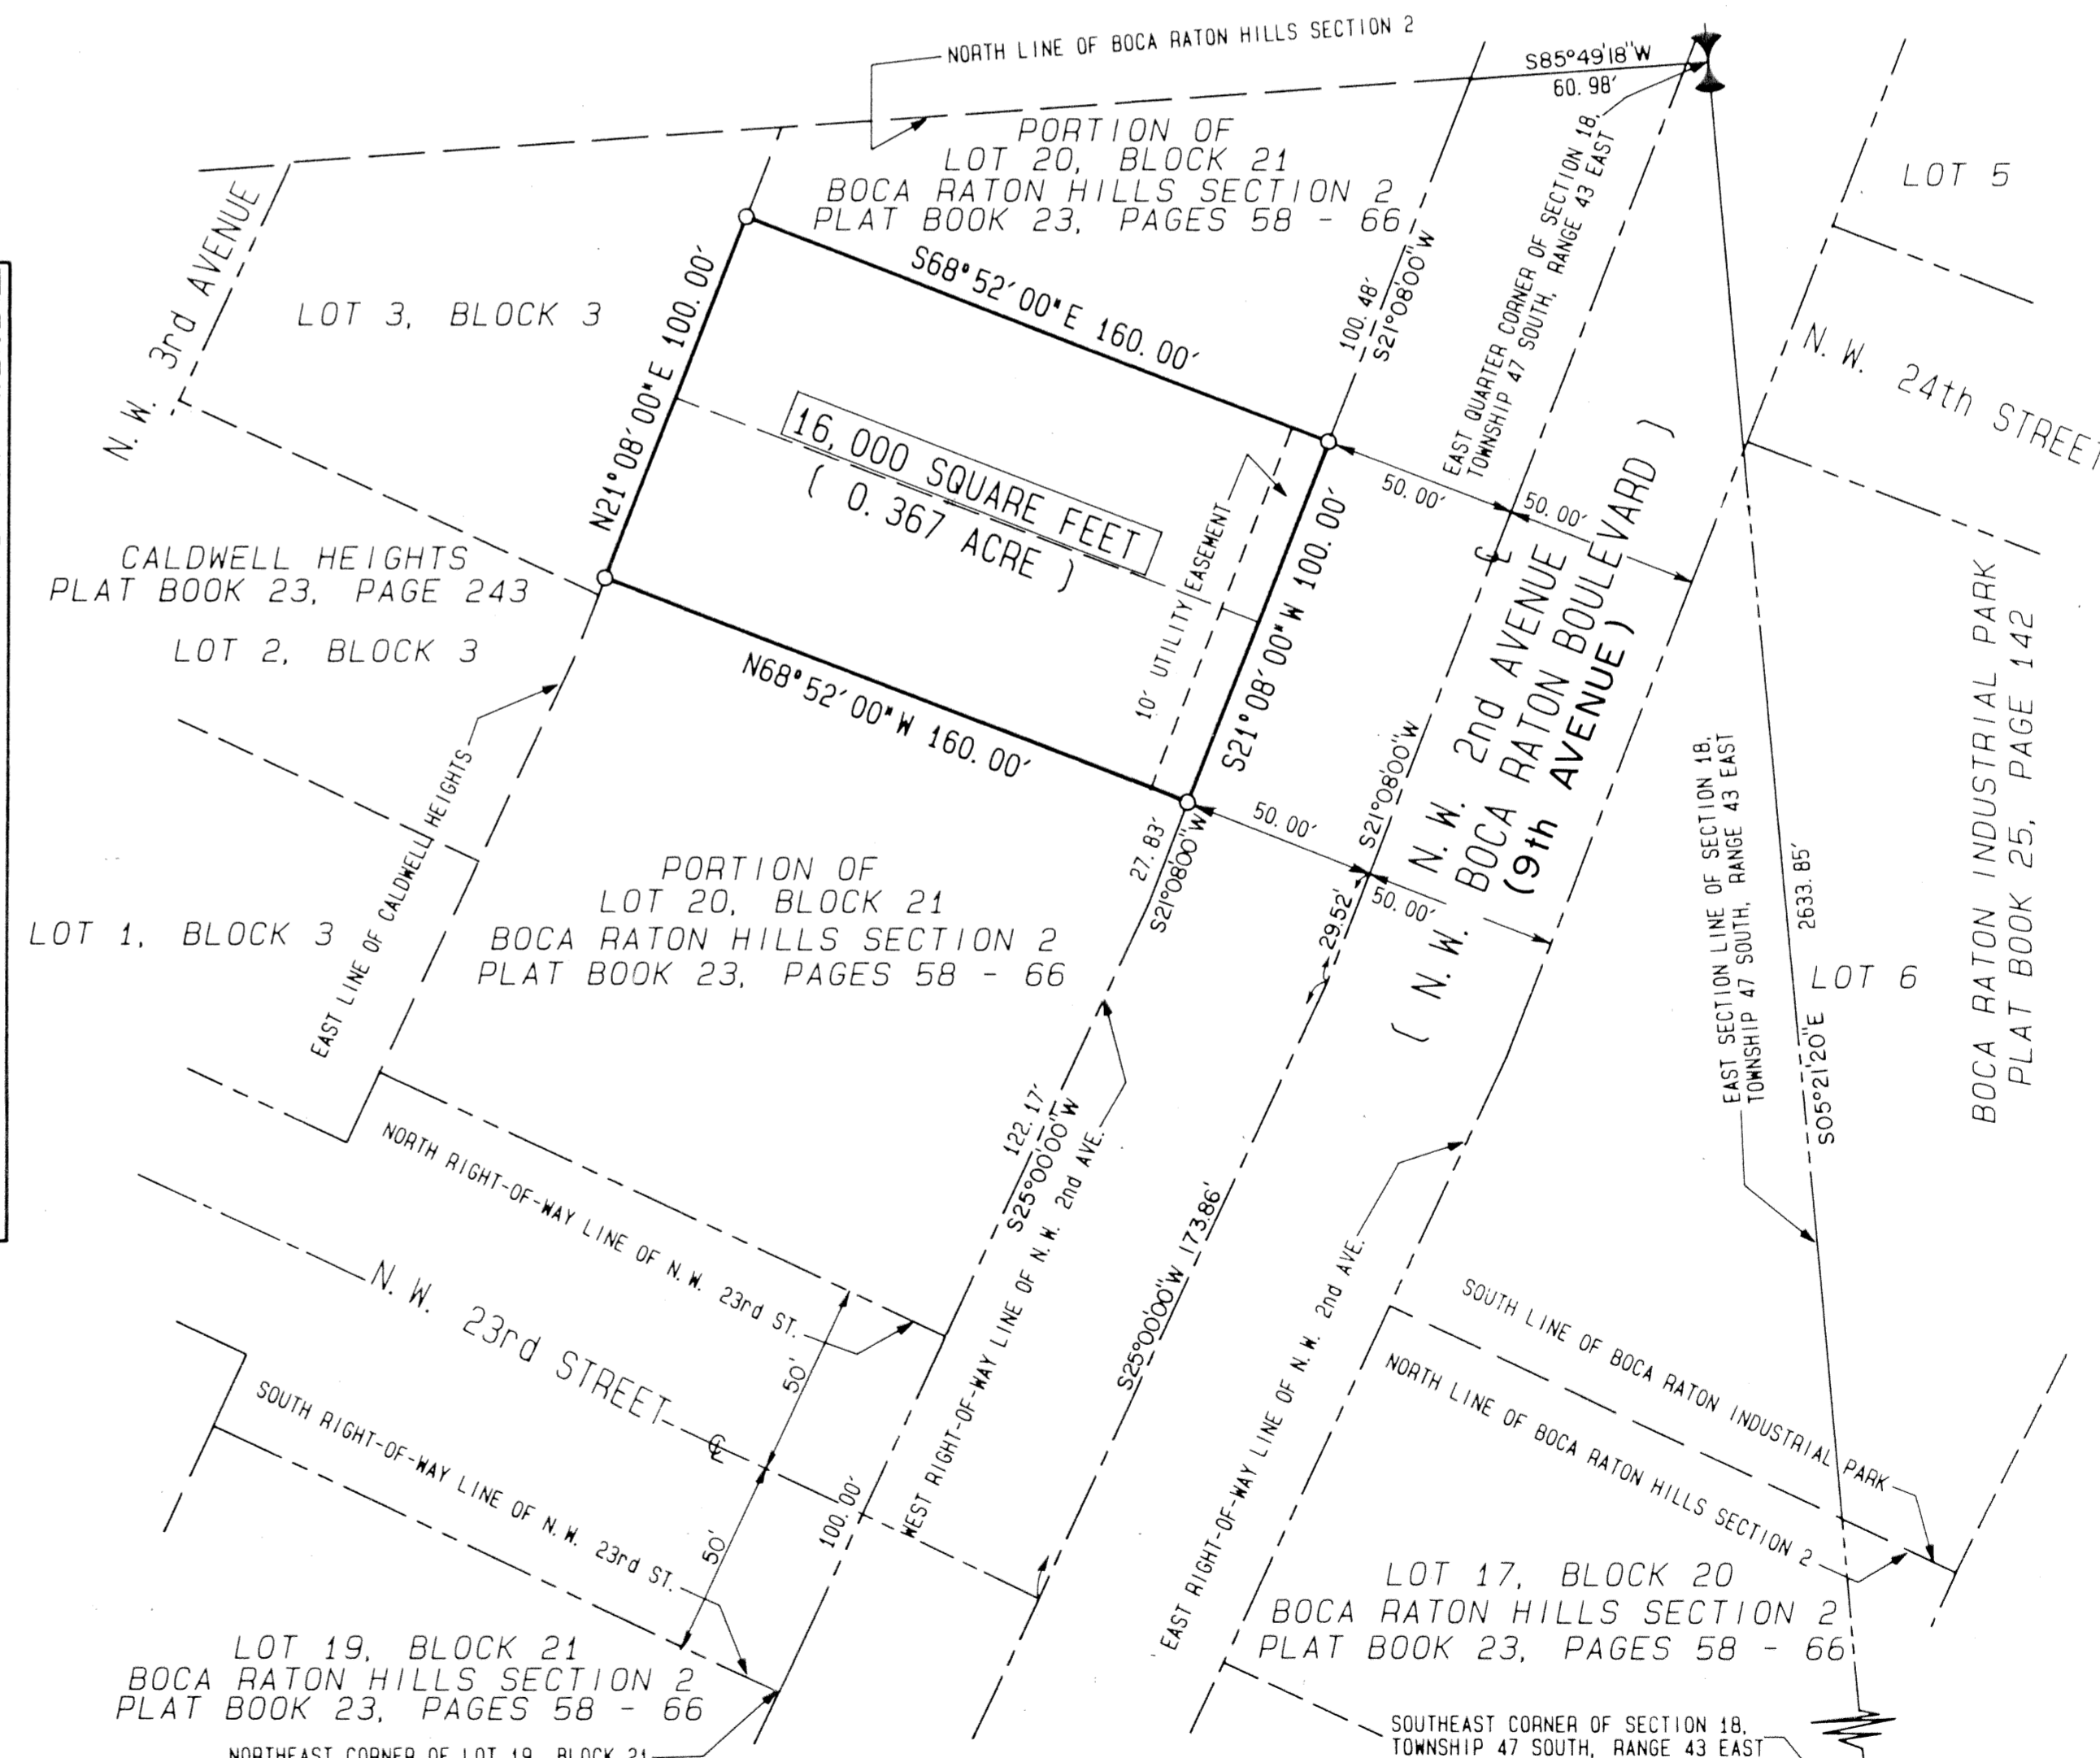 NORTH LINE OF BOCA RATON HILLS SECTION 2
S85°49'18"W
60.98'
PORTION OF
LOT 20, BLOCK 21
BOCA RATON HILLS SECTION 2
PLAT BOOK 23, PAGES 58 - 66
EAST QUARTER CORNER OF SECTION 18,
TOWNSHIP 47 SOUTH, RANGE 43 EAST
LOT 5
N. W. 3rd AVENUE
LOT 3, BLOCK 3
N21°08'00"E 100.00'
S68°52'00"E 160.00'
100.48'
S21°08'00"W
N. W. 24th STREET
16,000 SQUARE FEET
( 0.367 ACRE )
10' UTILITY EASEMENT
S21°08'00"W 100.00'
50.00'
50.00'
℄
CALDWELL HEIGHTS
PLAT BOOK 23, PAGE 243
LOT 2, BLOCK 3
N68°52'00"W 160.00'
N. W. 2nd AVENUE
( N. W. BOCA RATON BOULEVARD )
(9th AVENUE)
S21°08'00"W
50.00'
50.00'
29.52'
27.83'
S21°08'00"W
EAST SECTION LINE OF SECTION 18,
TOWNSHIP 47 SOUTH, RANGE 43 EAST
2633.85'
S05°21'20"E
LOT 6
BOCA RATON INDUSTRIAL PARK
PLAT BOOK 25, PAGE 142
LOT 1, BLOCK 3
EAST LINE OF CALDWELL HEIGHTS
PORTION OF
LOT 20, BLOCK 21
BOCA RATON HILLS SECTION 2
PLAT BOOK 23, PAGES 58 - 66
122.17'
S25°00'00"W
WEST RIGHT-OF-WAY LINE OF N.W. 2nd AVE.
S25°00'00"W 173.86'
EAST RIGHT-OF-WAY LINE OF N.W. 2nd AVE.
NORTH RIGHT-OF-WAY LINE OF N.W. 23rd ST.
N. W. 23rd STREET
℄
50'
50'
100.00'
SOUTH RIGHT-OF-WAY LINE OF N.W. 23rd ST.
SOUTH LINE OF BOCA RATON INDUSTRIAL PARK
NORTH LINE OF BOCA RATON HILLS SECTION 2
LOT 17, BLOCK 20
BOCA RATON HILLS SECTION 2
PLAT BOOK 23, PAGES 58 - 66
LOT 19, BLOCK 21
BOCA RATON HILLS SECTION 2
PLAT BOOK 23, PAGES 58 - 66
NORTHEAST CORNER OF LOT 19, BLOCK 21
SOUTHEAST CORNER OF SECTION 18,
TOWNSHIP 47 SOUTH, RANGE 43 EAST